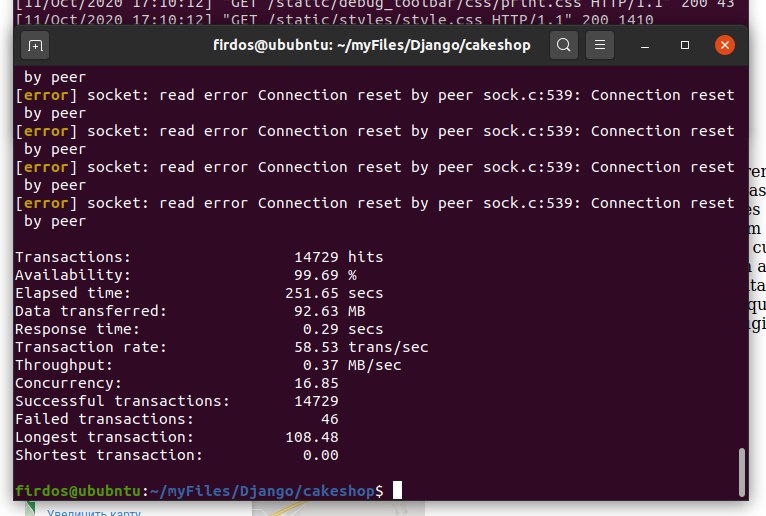 [11/Oct/2020 17:10:12] "GET /static/debug_toolbar/css/print.css HTTP/1.1" 200 43
[11/Oct/2020 17:10:12] "GET /static/styles/style.css HTTP/1.1" 200 1410
firdos@ububntu: ~/myFiles/Django/cakeshop
by peer
[error] socket: read error Connection reset by peer sock.c:539: Connection reset
by peer
[error] socket: read error Connection reset by peer sock.c:539: Connection reset
by peer
[error] socket: read error Connection reset by peer sock.c:539: Connection reset
by peer
[error] socket: read error Connection reset by peer sock.c:539: Connection reset
by peer
Transactions: 14729 hits
Availability: 99.69 %
Elapsed time: 251.65 secs
Data transferred: 92.63 MB
Response time: 0.29 secs
Transaction rate: 58.53 trans/sec
Throughput: 0.37 MB/sec
Concurrency: 16.85
Successful transactions: 14729
Failed transactions: 46
Longest transaction: 108.48
Shortest transaction: 0.00
firdos@ububntu:~/myFiles/Django/cakeshop$
Увеличить карту